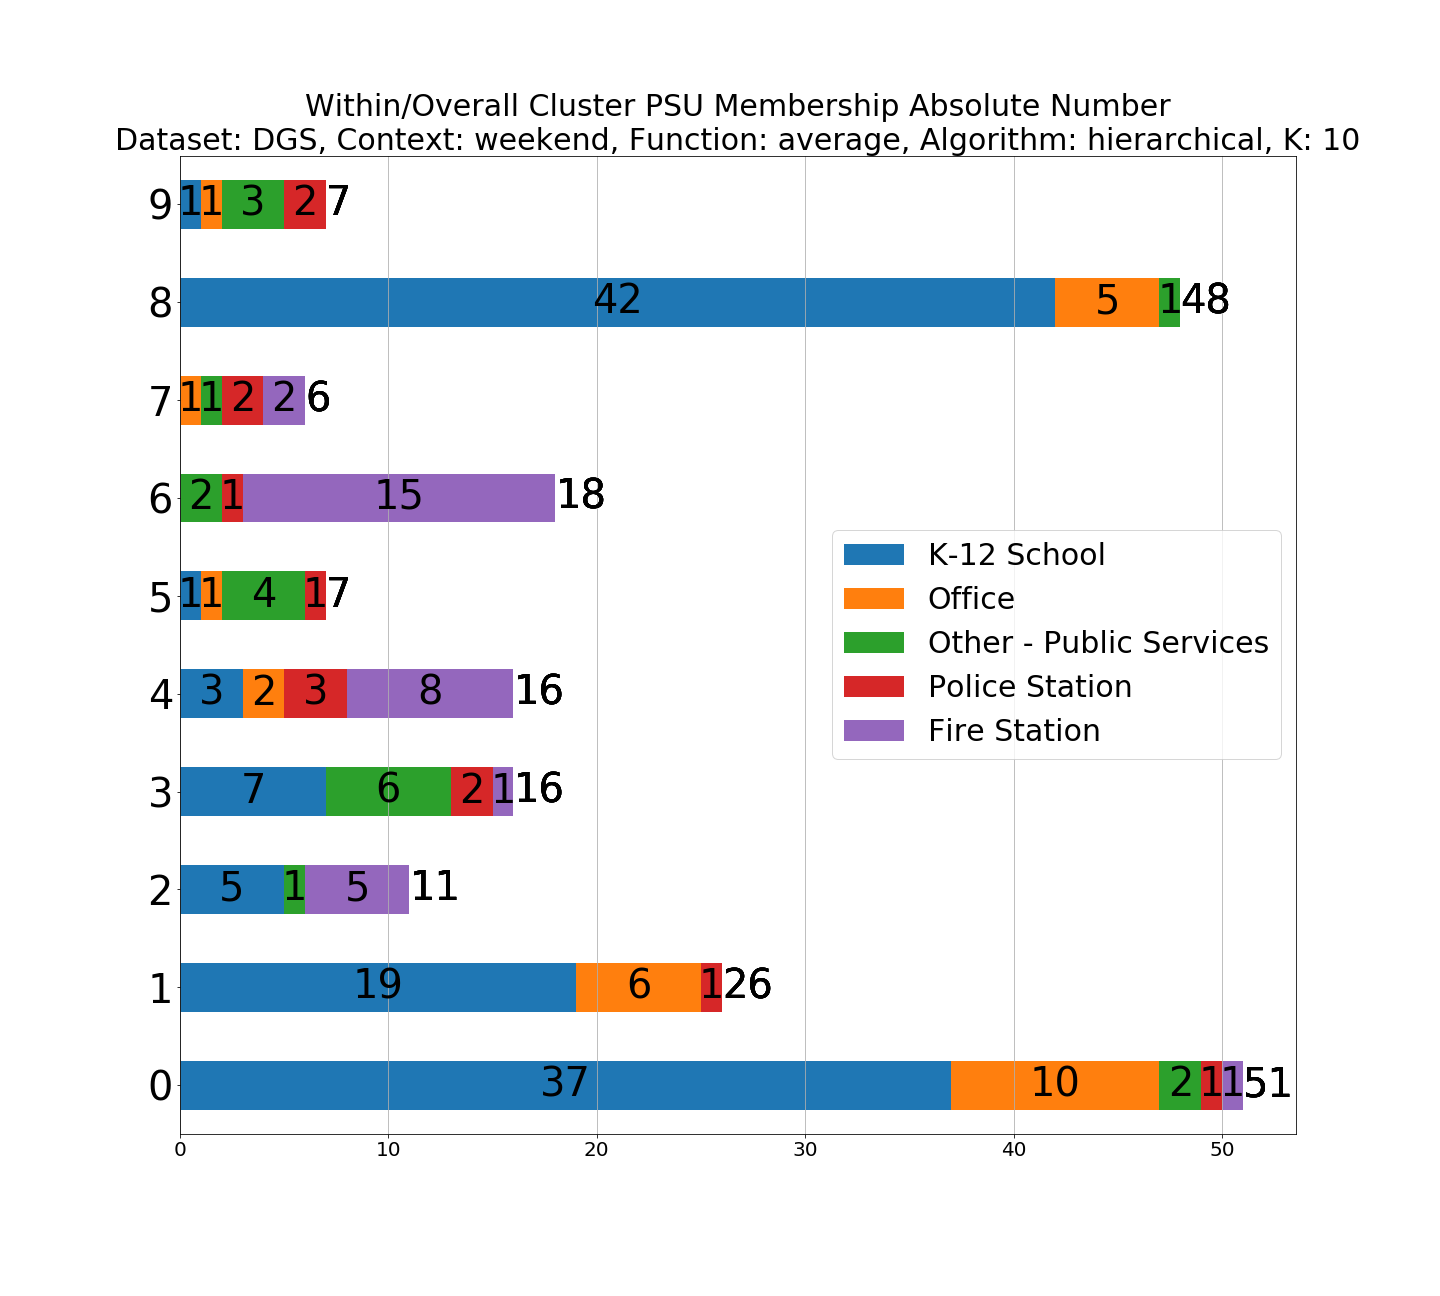 Within/Overall Cluster PSU Membership Absolute Number
Dataset: DGS, Context: weekend, Function: average, Algorithm: hierarchical, K: 10
9 1 1 3 2 7
8 42 5 1 48
7 1 1 2 2 6
6 2 1 15 18
5 1 1 4 1 7
4 3 2 3 8 16
3 7 6 2 1 16
2 5 1 5 11
1 19 6 1 26
0 37 10 2 1 1 51
0 10 20 30 40 50
K-12 School
Office
Other - Public Services
Police Station
Fire Station